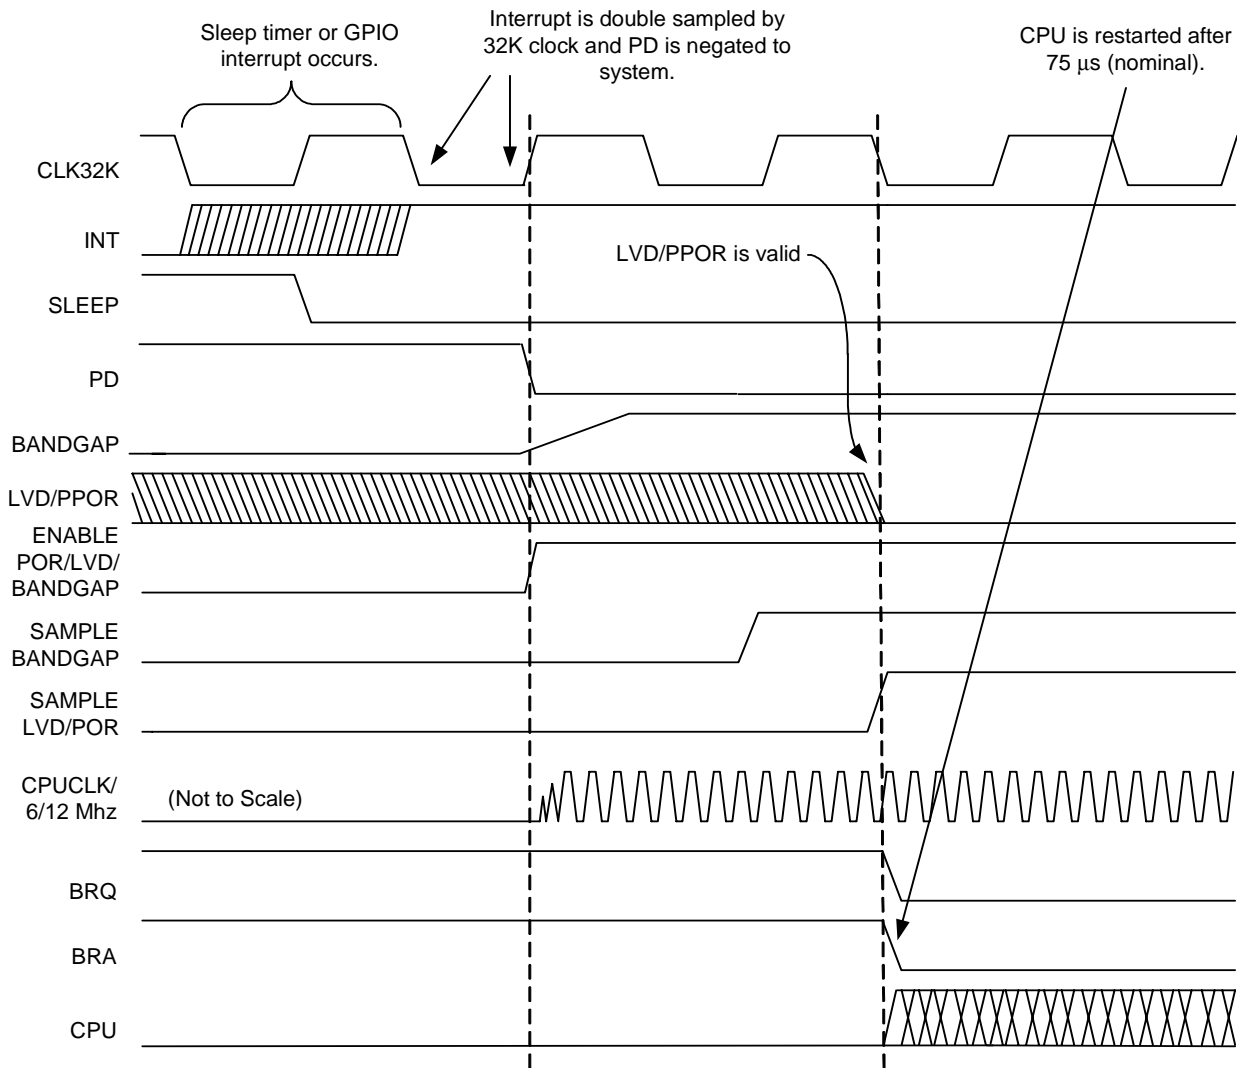 Sleep timer or GPIO
interrupt occurs.
Interrupt is double sampled by
32K clock and PD is negated to
system.
CPU is restarted after
75 μs (nominal).
CLK32K
INT
LVD/PPOR is valid
SLEEP
PD
BANDGAP
LVD/PPOR
ENABLE
POR/LVD/
BANDGAP
SAMPLE
BANDGAP
SAMPLE
LVD/POR
CPUCLK/
6/12 Mhz
(Not to Scale)
BRQ
BRA
CPU